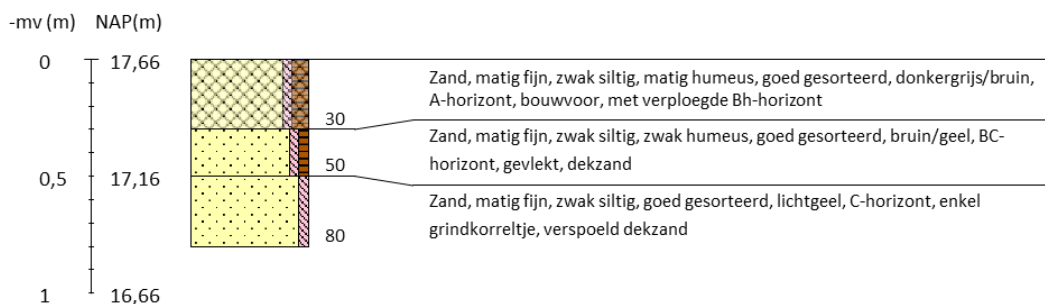 -mv (m) NAP(m)
0 17,66
Zand, matig fijn, zwak siltig, matig humeus, goed gesorteerd, donkergrijs/bruin,
A-horizont, bouwvoor, met verploegde Bh-horizont
30
Zand, matig fijn, zwak siltig, zwak humeus, goed gesorteerd, bruin/geel, BC-
horizont, gevlekt, dekzand
50
0,5 17,16
Zand, matig fijn, zwak siltig, goed gesorteerd, lichtgeel, C-horizont, enkel
grindkorreltje, verspoeld dekzand
80
1 16,66